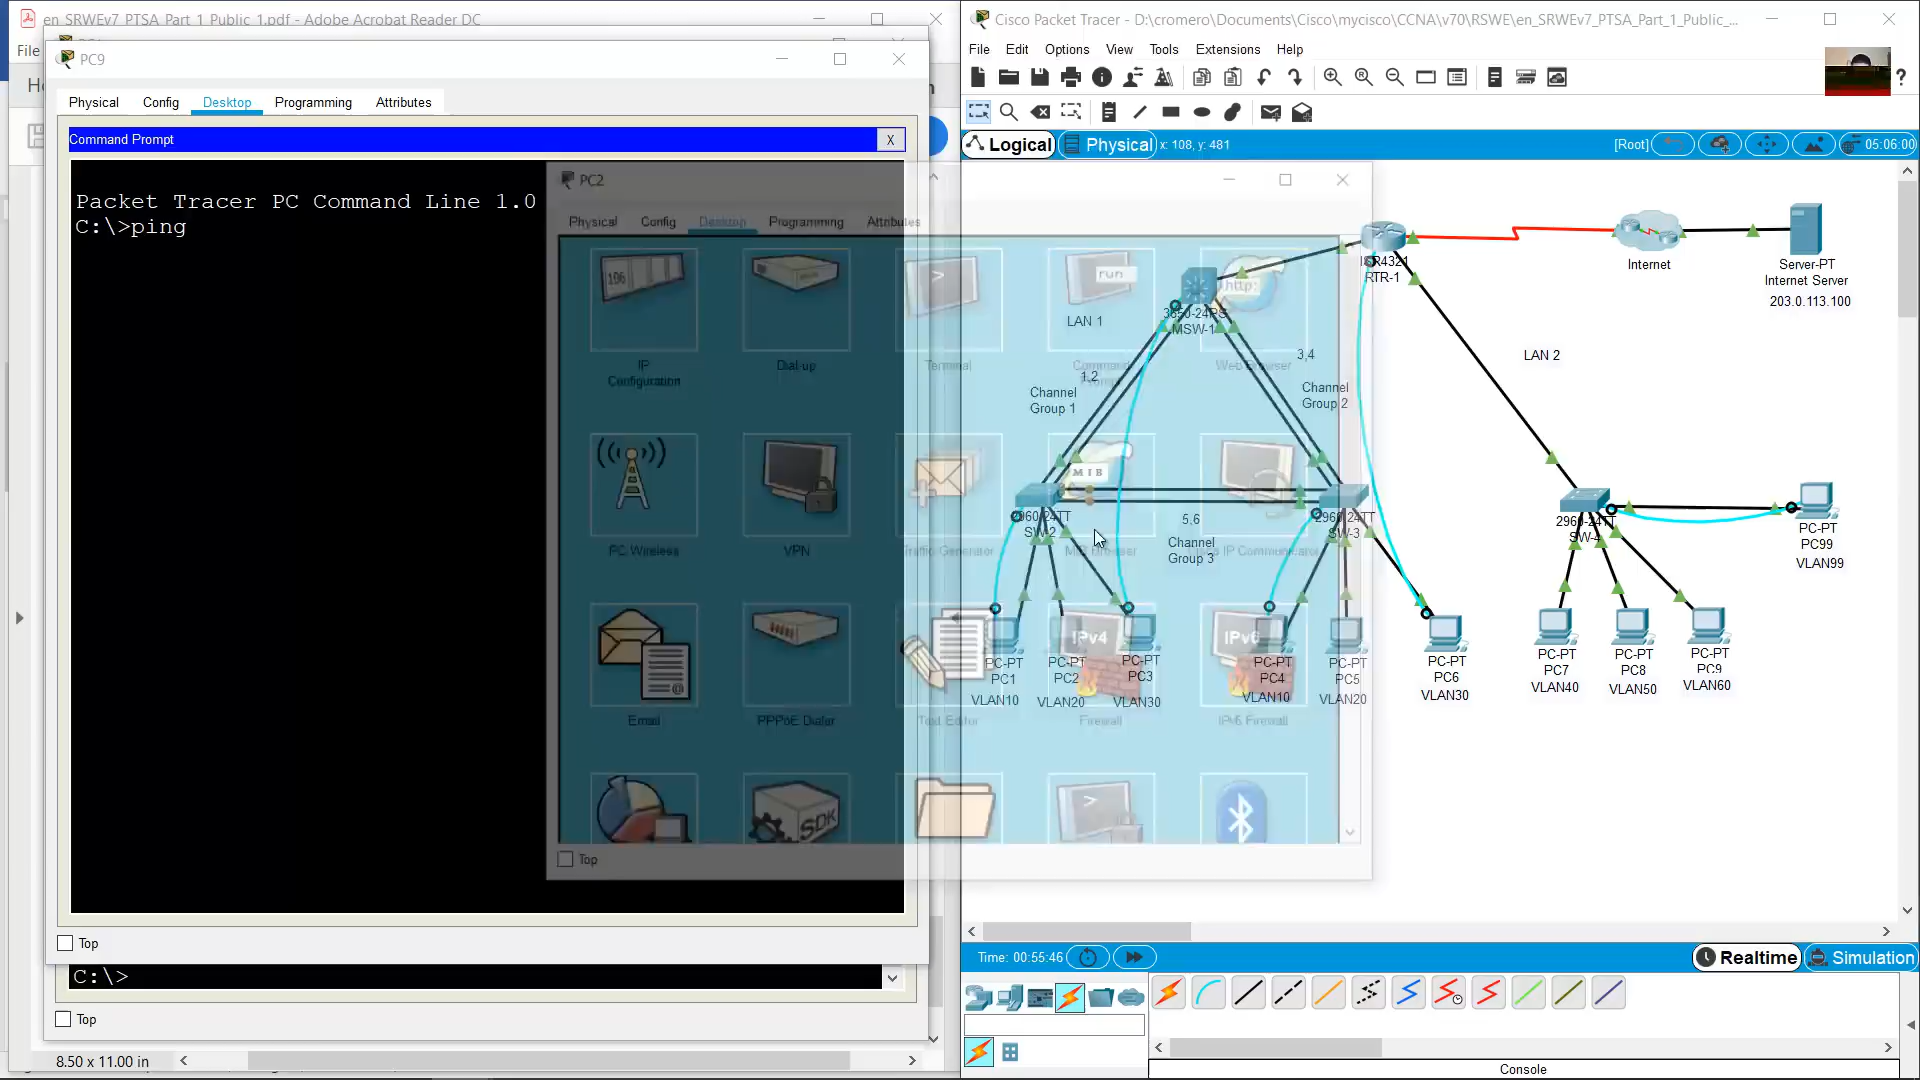 en_SRWEv7_PTSA_Part_1_Public_1.pdf - Adobe Acrobat Reader DC
File
PC9
Physical Config Desktop Programming Attributes
Command Prompt
X
Packet Tracer PC Command Line 1.0
C:\>ping
Top
C:\>
Top
8.50 x 11.00 in
PC2
Physical Config Desktop Programming Attributes
106
run
http:
IP
Configuration
Dial-up
Terminal
Command
Prompt
Web Browser
MIB
PC Wireless
VPN
Traffic Generator
MIB Browser
Cisco IP Communicator
IPv4
IPv6
Email
PPPoE Dialer
Text Editor
Firewall
IPv6 Firewall
SDK
Top
Cisco Packet Tracer - D:\cromero\Documents\Cisco\mycisco\CCNA\v70\RSWE\en_SRWEv7_PTSA_Part_1_Public_...
File Edit Options View Tools Extensions Help
?
Logical Physical x: 108, y: 481
[Root]
05:06:00
ISR4321
RTR-1
Internet
Server-PT
Internet Server
203.0.113.100
LAN 1
3650-24PS
MSW-1
3,4
LAN 2
1,2
Channel
Group 1
Channel
Group 2
2960-24TT
SW-2
5,6
Channel
Group 3
2960-24TT
SW-3
2960-24TT
SW-4
PC-PT
PC99
VLAN99
PC-PT
PC1
VLAN10
PC-PT
PC2
VLAN20
PC-PT
PC3
VLAN30
PC-PT
PC4
VLAN10
PC-PT
PC5
VLAN20
PC-PT
PC6
VLAN30
PC-PT
PC7
VLAN40
PC-PT
PC8
VLAN50
PC-PT
PC9
VLAN60
Time: 00:55:46
Realtime
Simulation
Console